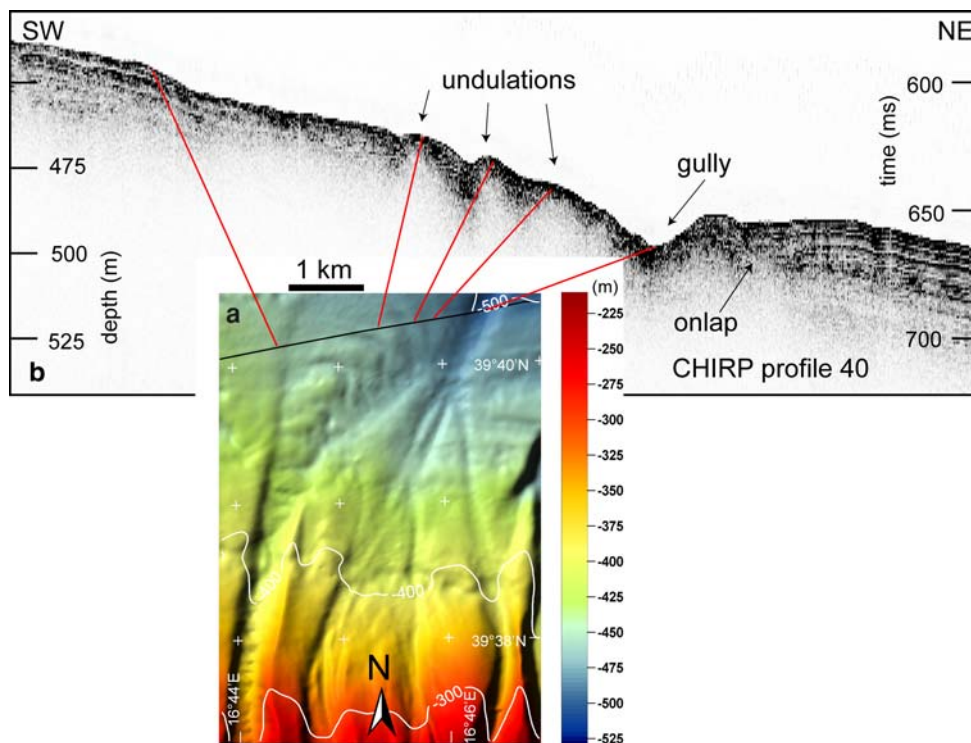 SW
NE
undulations
600
time (ms)
gully
475
650
500
depth (m)
1 km
onlap
525
700
b
CHIRP profile 40
a
-500
(m)
-225
-250
39°40'N
-275
-300
-325
-350
-375
-400
-400
-400
-425
-450
39°38'N
-475
N
-300
16°44'E
16°46'E
-500
-525